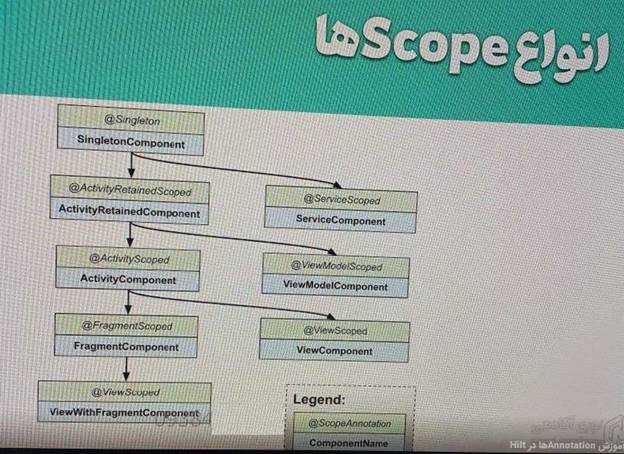 انواع Scopeها
@Singleton
SingletonComponent
@ActivityRetainedScoped
ActivityRetainedComponent
@ServiceScoped
ServiceComponent
@ActivityScoped
ActivityComponent
@ViewModelScoped
ViewModelComponent
@FragmentScoped
FragmentComponent
@ViewScoped
ViewComponent
@ViewScoped
ViewWithFragmentComponent
Legend:
@ScopeAnnotation
ComponentName
آموزش Annotationها در Hilt